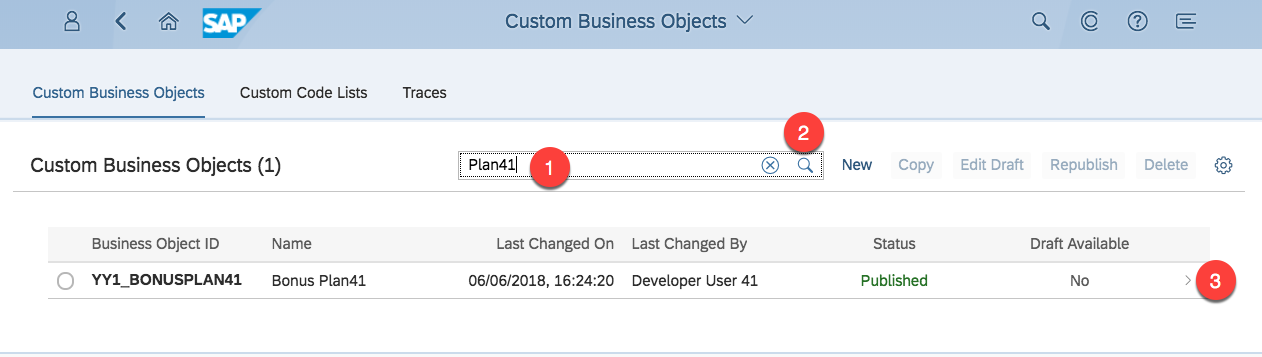 SAP Custom Business Objects
Custom Business Objects Custom Code Lists Traces
2
Custom Business Objects (1) Plan41 1 New Copy Edit Draft Republish Delete
Business Object ID Name Last Changed On Last Changed By Status Draft Available
YY1_BONUSPLAN41 Bonus Plan41 06/06/2018, 16:24:20 Developer User 41 Published No 3